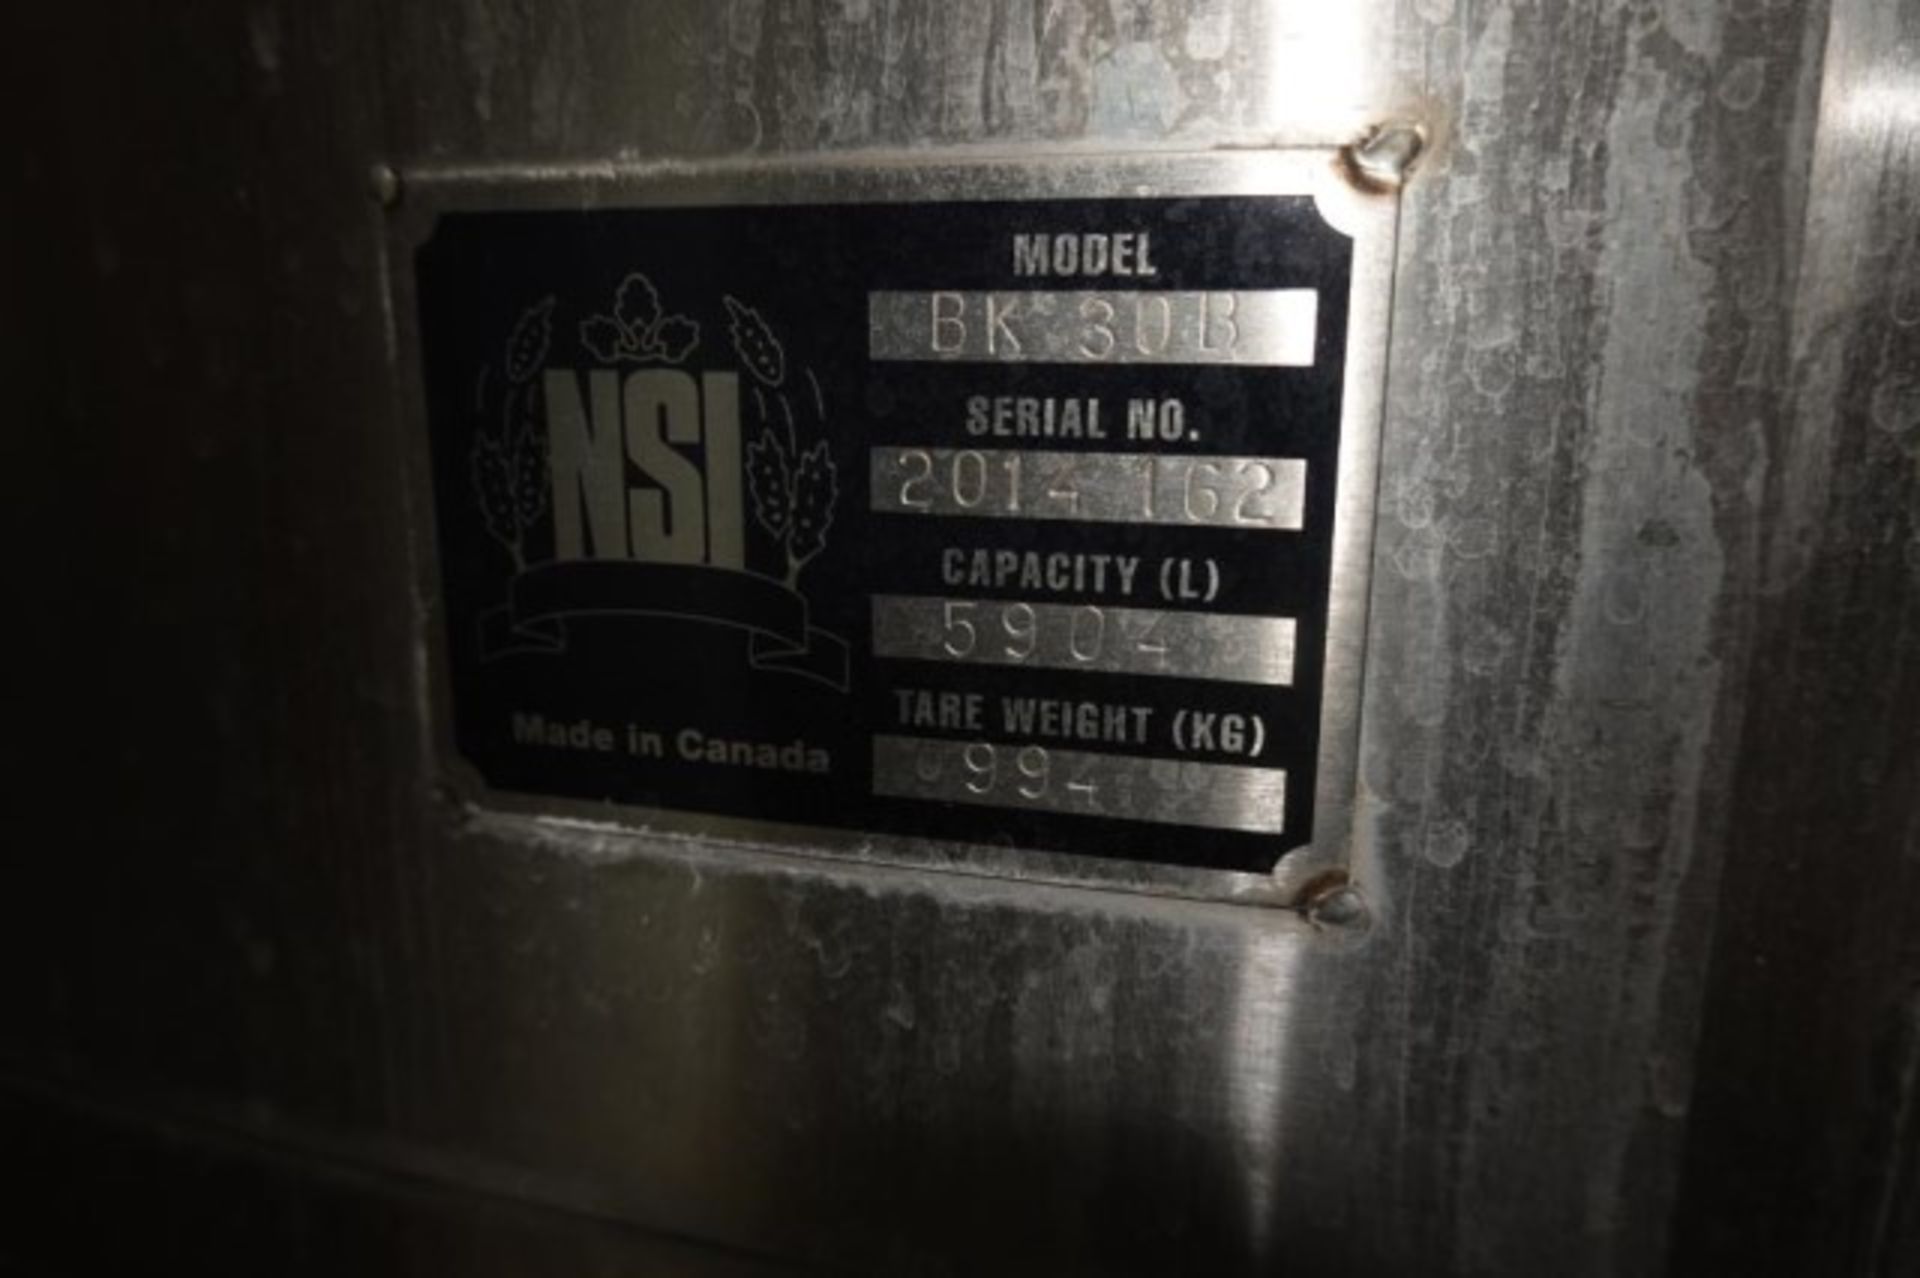 NSI
Made in Canada
MODEL
BK 30B
SERIAL NO.
2014 162
CAPACITY (L)
5904
TARE WEIGHT (KG)
994